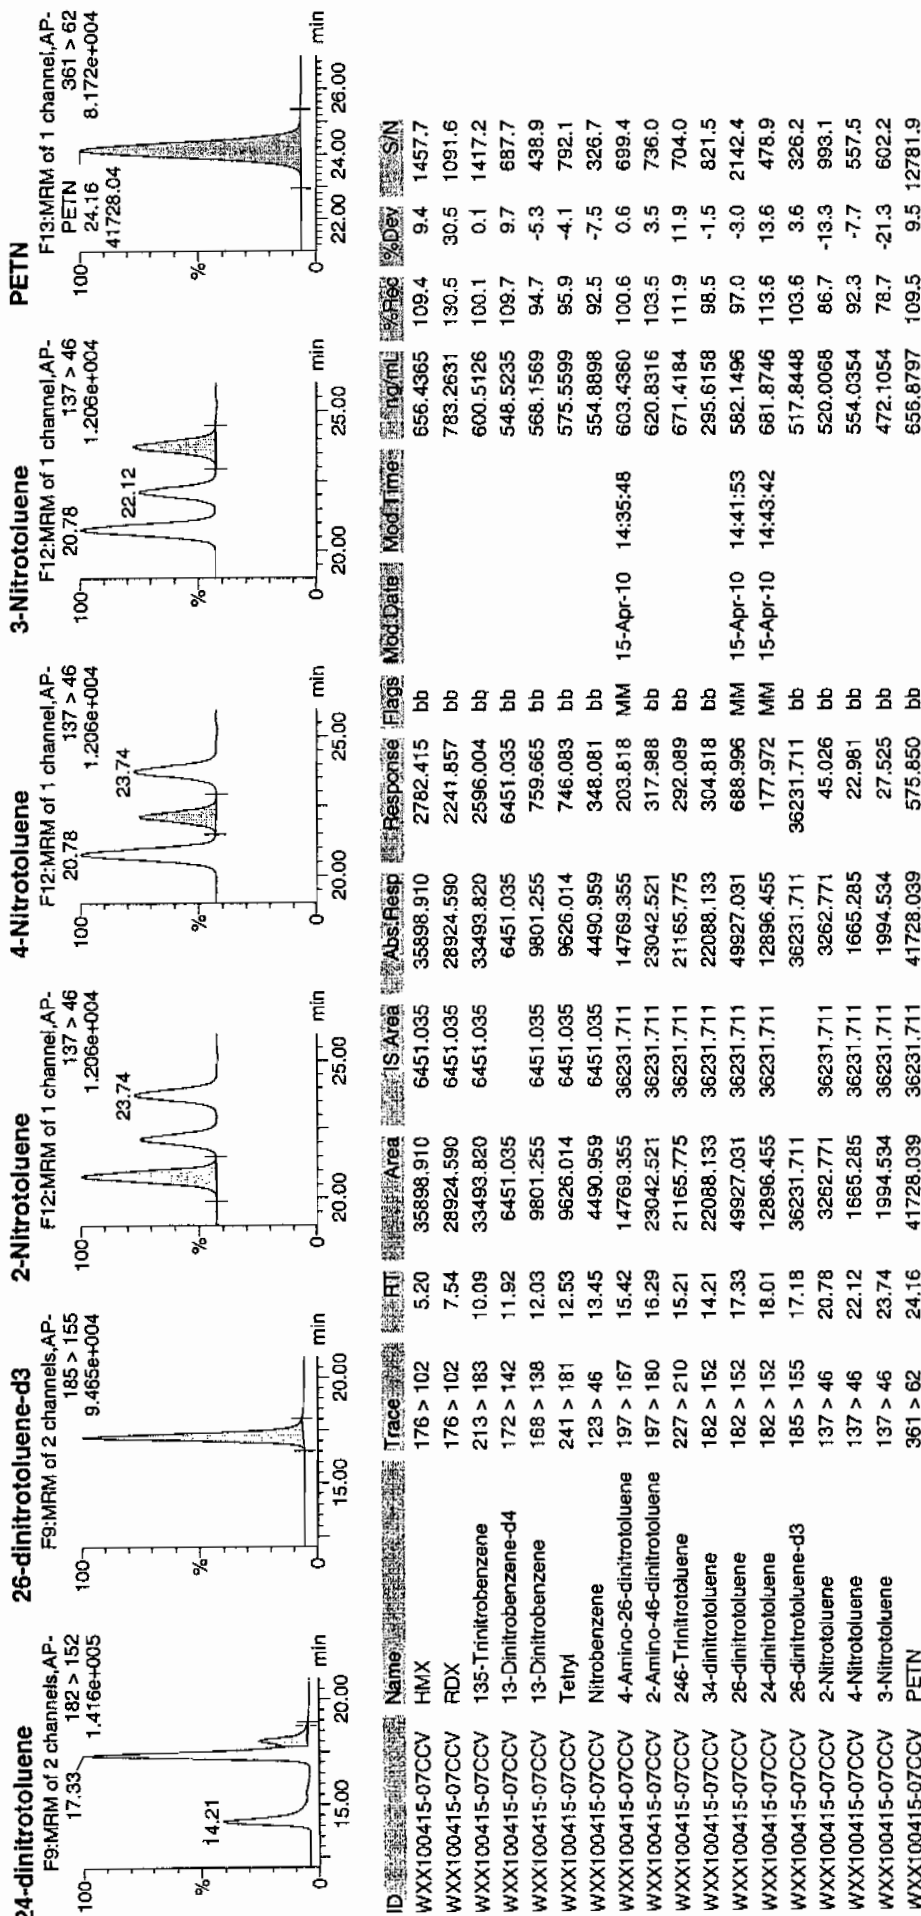 24-dinitrotoluene
F9:MRM of 2 channels,AP-
182 > 152
1.416e+005
17.33
14.21
100
%
0
15.00 20.00 min
26-dinitrotoluene-d3
F9:MRM of 2 channels,AP-
185 > 155
9.465e+004
100
%
0
15.00 20.00 min
2-Nitrotoluene
F12:MRM of 1 channel,AP-
137 > 46
1.206e+004
23.74
100
%
0
20.00 25.00 min
4-Nitrotoluene
F12:MRM of 1 channel,AP-
137 > 46
1.206e+004
20.78
23.74
100
%
0
20.00 25.00 min
3-Nitrotoluene
F12:MRM of 1 channel,AP-
137 > 46
1.206e+004
20.78
22.12
100
%
0
20.00 25.00 min
PETN
F13:MRM of 1 channel,AP-
361 > 62
8.172e+004
PETN
24.16
41728.04
100
%
0
22.00 24.00 26.00 min
ID Name Trace RT Area IS Area Abs Resp Response Flags Mod Date Mod Time ng/mL %Rec %Dev S/N
WXX100415-07CCV HMX 176 > 102 5.20 35898.910 6451.035 35898.910 2782.415 bb 656.4365 109.4 9.4 1457.7
WXX100415-07CCV RDX 176 > 102 7.54 28924.590 6451.035 28924.590 2241.857 bb 783.2631 130.5 30.5 1091.6
WXX100415-07CCV 135-Trinitrobenzene 213 > 183 10.09 33493.820 6451.035 33493.820 2596.004 bb 600.5126 100.1 0.1 1417.2
WXX100415-07CCV 13-Dinitrobenzene-d4 172 > 142 11.92 6451.035 6451.035 6451.035 bb 548.5235 109.7 9.7 687.7
WXX100415-07CCV 13-Dinitrobenzene 168 > 138 12.03 9801.255 6451.035 9801.255 759.665 bb 568.1569 94.7 -5.3 438.9
WXX100415-07CCV Tetryl 241 > 181 12.53 9626.014 6451.035 9626.014 746.083 bb 575.5599 95.9 -4.1 792.1
WXX100415-07CCV Nitrobenzene 123 > 46 13.45 4490.959 6451.035 4490.959 348.081 bb 554.8898 92.5 -7.5 326.7
WXX100415-07CCV 4-Amino-26-dinitrotoluene 197 > 167 15.42 14769.355 36231.711 14769.355 203.818 MM 15-Apr-10 14:35:48 603.4360 100.6 0.6 699.4
WXX100415-07CCV 2-Amino-46-dinitrotoluene 197 > 180 16.29 23042.521 36231.711 23042.521 317.988 bb 620.8316 103.5 3.5 736.0
WXX100415-07CCV 246-Trinitrotoluene 227 > 210 15.21 21165.775 36231.711 21165.775 292.089 bb 671.4184 111.9 11.9 704.0
WXX100415-07CCV 34-dinitrotoluene 182 > 152 14.21 22088.133 36231.711 22088.133 304.818 bb 295.6158 98.5 -1.5 821.5
WXX100415-07CCV 26-dinitrotoluene 182 > 152 17.33 49927.031 36231.711 49927.031 688.996 MM 15-Apr-10 14:41:53 582.1496 97.0 -3.0 2142.4
WXX100415-07CCV 24-dinitrotoluene 182 > 152 18.01 12896.455 36231.711 12896.455 177.972 MM 15-Apr-10 14:43:42 681.8746 113.6 13.6 478.9
WXX100415-07CCV 26-dinitrotoluene-d3 185 > 155 17.18 36231.711 36231.711 36231.711 bb 517.8448 103.6 3.6 326.2
WXX100415-07CCV 2-Nitrotoluene 137 > 46 20.78 3262.771 36231.711 3262.771 45.026 bb 520.0068 86.7 -13.3 993.1
WXX100415-07CCV 4-Nitrotoluene 137 > 46 22.12 1665.285 36231.711 1665.285 22.981 bb 554.0354 92.3 -7.7 557.5
WXX100415-07CCV 3-Nitrotoluene 137 > 46 23.74 1994.534 36231.711 1994.534 27.525 bb 472.1054 78.7 -21.3 602.2
WXX100415-07CCV PETN 361 > 62 24.16 41728.039 36231.711 41728.039 575.850 bb 656.8797 109.5 9.5 12781.9